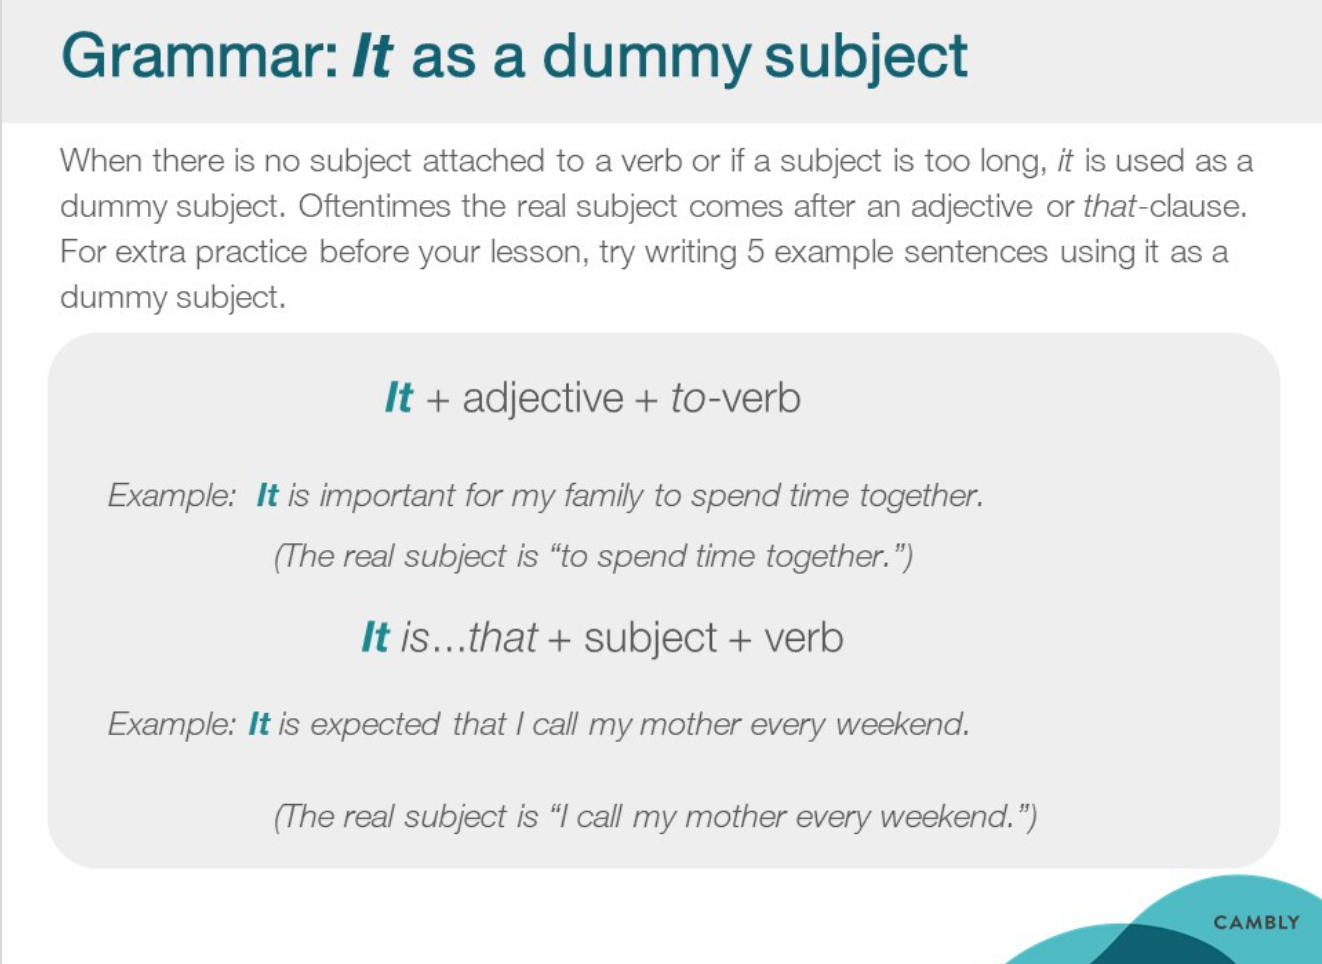 Grammar: It as a dummy subject
When there is no subject attached to a verb or if a subject is too long, it is used as a
dummy subject. Oftentimes the real subject comes after an adjective or that-clause.
For extra practice before your lesson, try writing 5 example sentences using it as a
dummy subject.
It + adjective + to-verb
Example: It is important for my family to spend time together.
(The real subject is “to spend time together.”)
It is...that + subject + verb
Example: It is expected that I call my mother every weekend.
(The real subject is “I call my mother every weekend.”)
CAMBLY